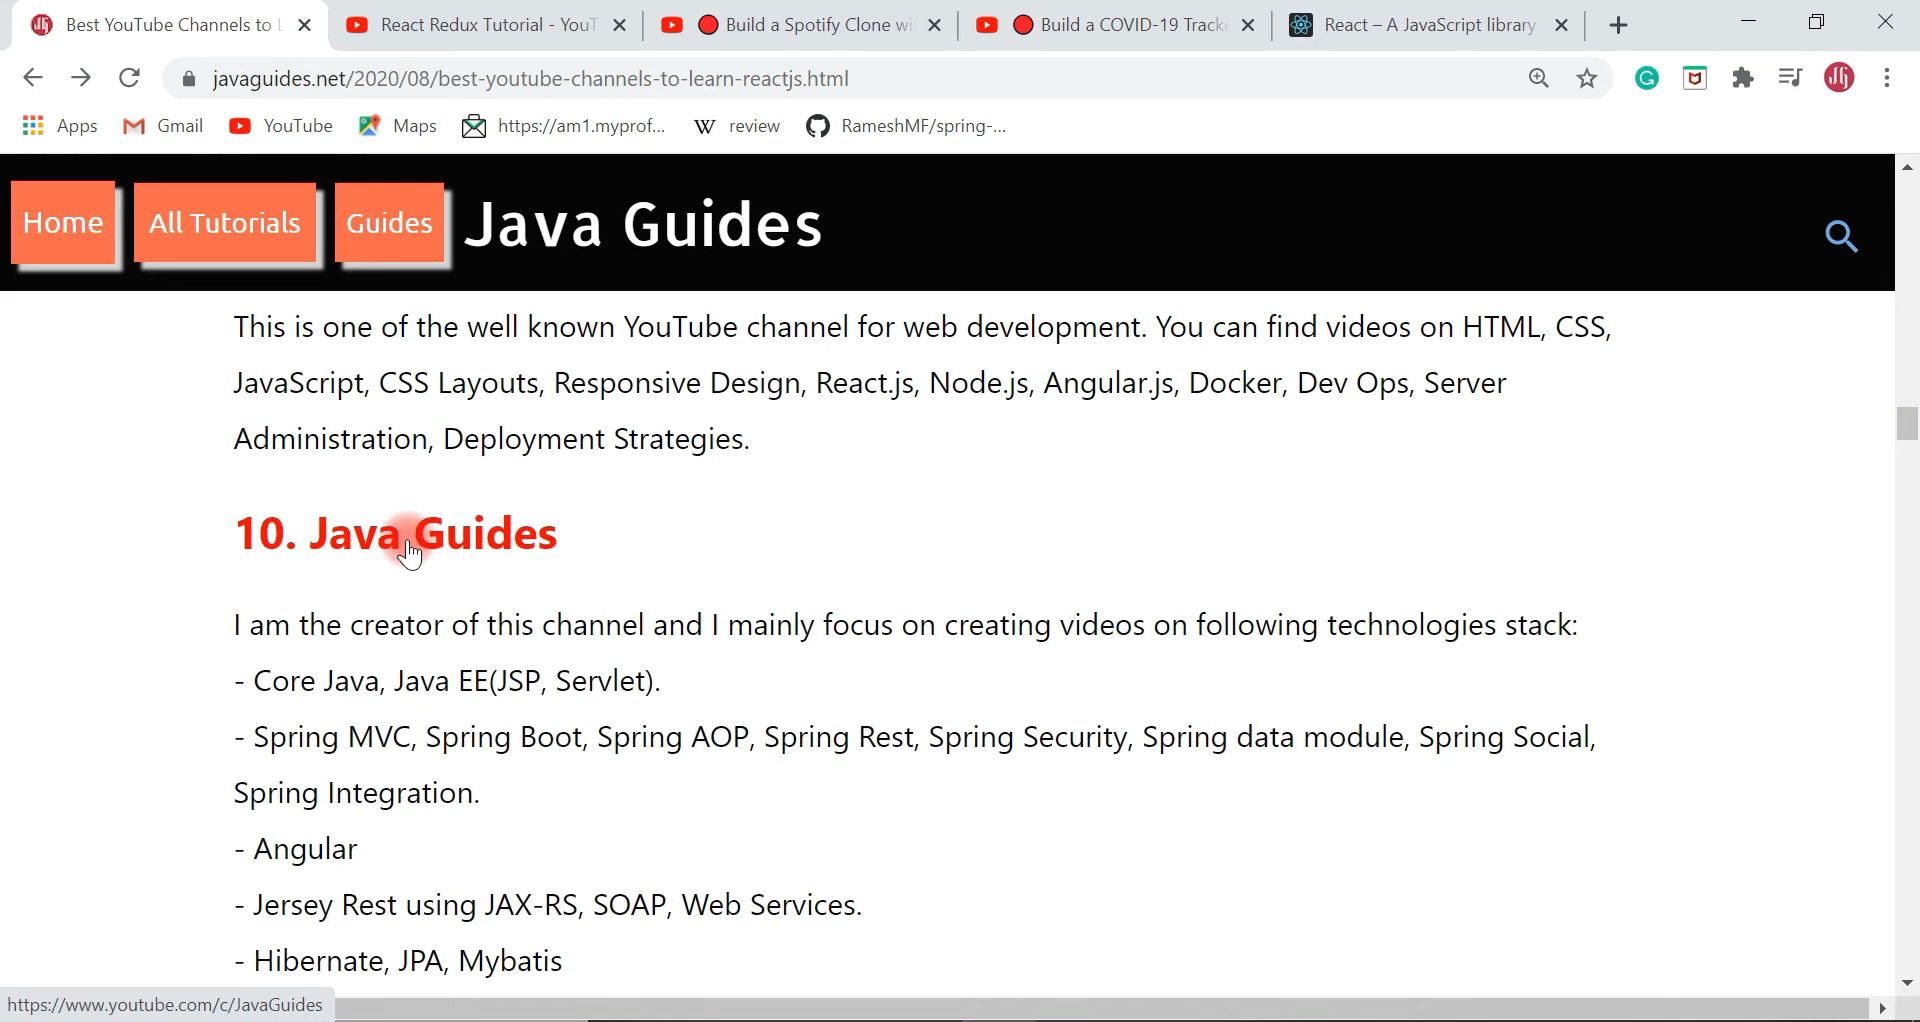 Best YouTube Channels to L
React Redux Tutorial - YouT
Build a Spotify Clone wi
Build a COVID-19 Track
React – A JavaScript library
javaguides.net/2020/08/best-youtube-channels-to-learn-reactjs.html
Apps
Gmail
YouTube
Maps
https://am1.myprof...
W review
RameshMF/spring-...
Home
All Tutorials
Guides
Java Guides
This is one of the well known YouTube channel for web development. You can find videos on HTML, CSS,
JavaScript, CSS Layouts, Responsive Design, React.js, Node.js, Angular.js, Docker, Dev Ops, Server
Administration, Deployment Strategies.
10. Java Guides
I am the creator of this channel and I mainly focus on creating videos on following technologies stack:
- Core Java, Java EE(JSP, Servlet).
- Spring MVC, Spring Boot, Spring AOP, Spring Rest, Spring Security, Spring data module, Spring Social,
Spring Integration.
- Angular
- Jersey Rest using JAX-RS, SOAP, Web Services.
- Hibernate, JPA, Mybatis
https://www.youtube.com/c/JavaGuides